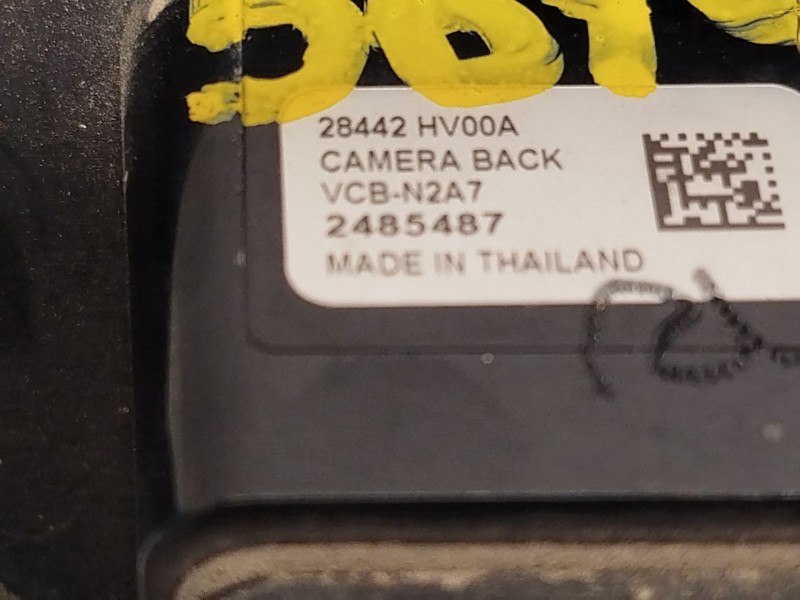 28442 HV00A
CAMERA BACK
VCB-N2A7
2485487
MADE IN THAILAND